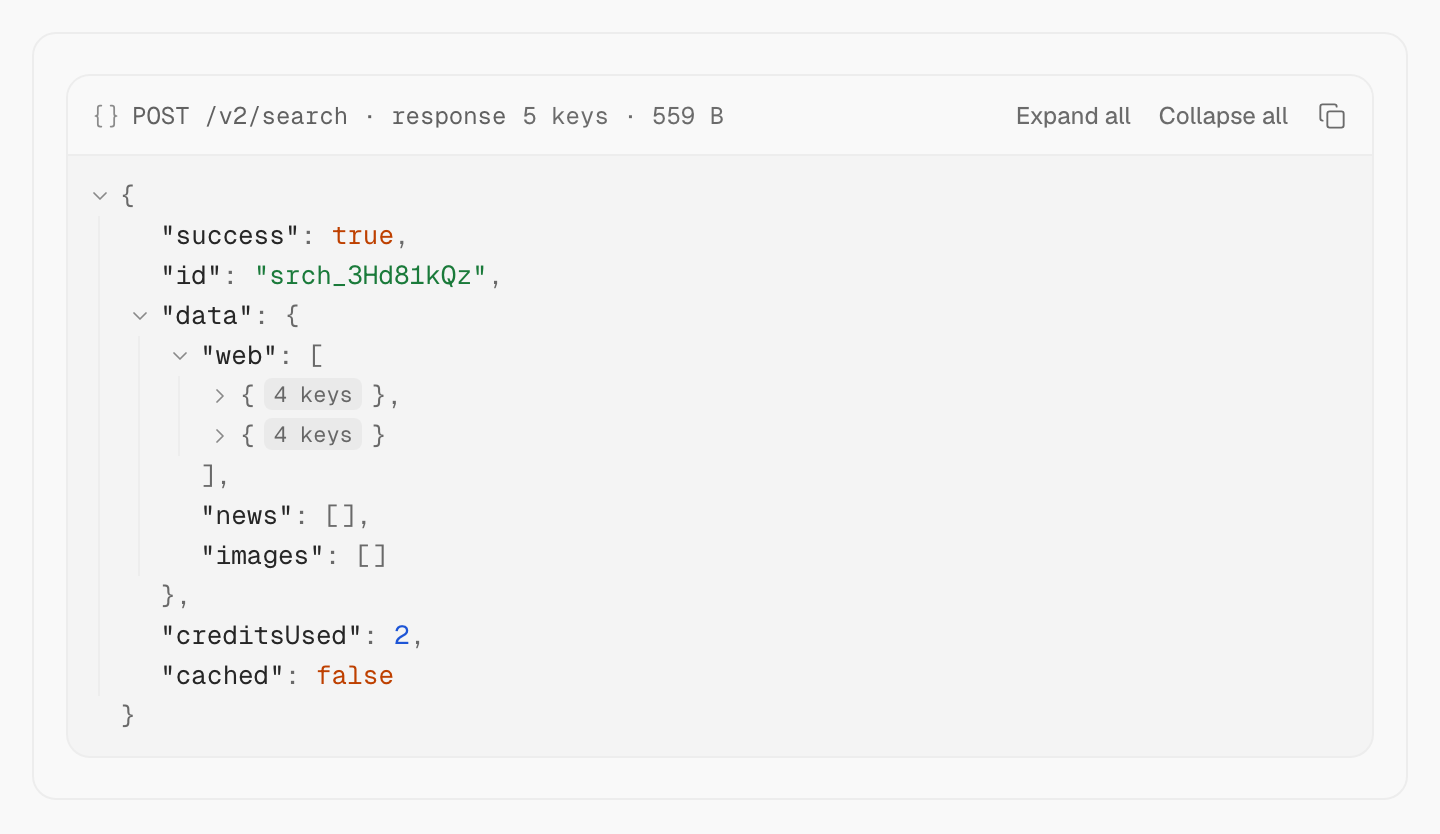 {} POST /v2/search · response 5 keys · 559 B Expand all Collapse all
{
"success": true,
"id": "srch_3Hd81kQz",
"data": {
"web": [
{ 4 keys },
{ 4 keys }
],
"news": [],
"images": []
},
"creditsUsed": 2,
"cached": false
}